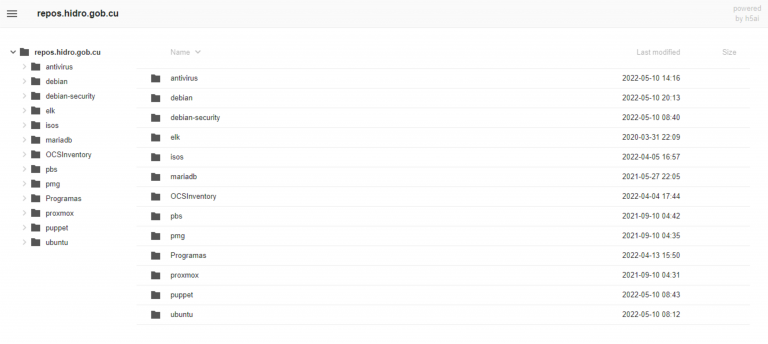 repos.hidro.gob.cu
powered
by h5ai
repos.hidro.gob.cu
antivirus
debian
debian-security
elk
isos
mariadb
OCSInventory
pbs
pmg
Programas
proxmox
puppet
ubuntu
Name Last modified Size
antivirus 2022-05-10 14:16
debian 2022-05-10 20:13
debian-security 2022-05-10 08:40
elk 2020-03-31 22:09
isos 2022-04-05 16:57
mariadb 2021-05-27 22:05
OCSInventory 2022-04-04 17:44
pbs 2021-09-10 04:42
pmg 2021-09-10 04:35
Programas 2022-04-13 15:50
proxmox 2021-09-10 04:31
puppet 2022-05-10 08:43
ubuntu 2022-05-10 08:12